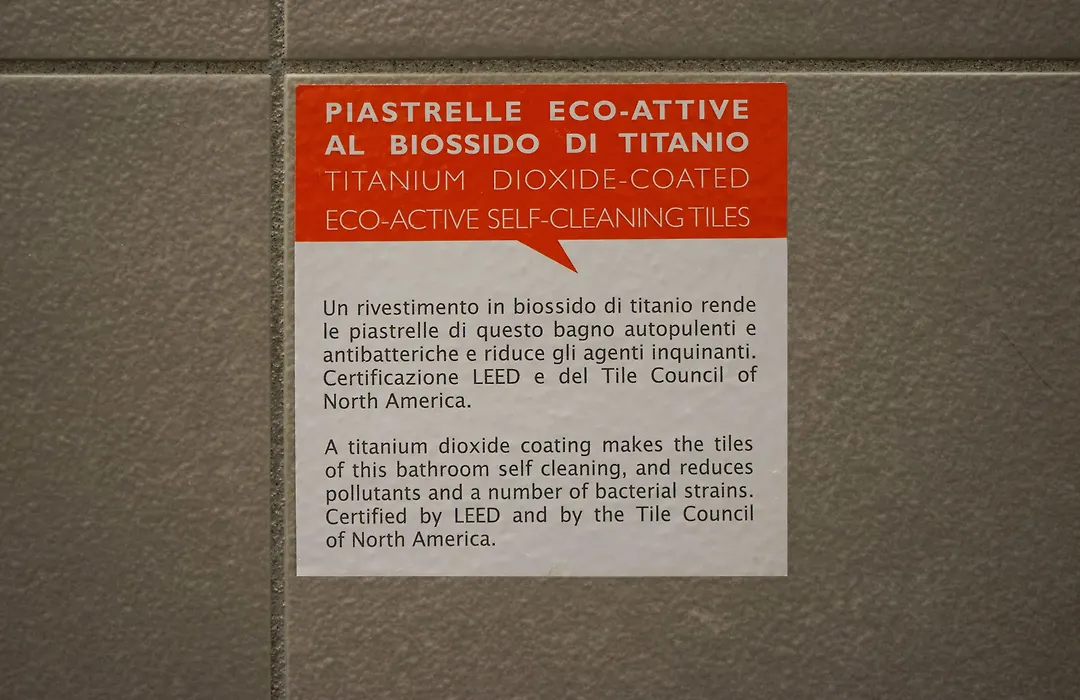 PIASTRELLE ECO-ATTIVE
AL BIOSSIDO DI TITANIO
TITANIUM DIOXIDE-COATED
ECO-ACTIVE SELF-CLEANING TILES
Un rivestimento in biossido di titanio rende
le piastrelle di questo bagno autopulenti e
antibatteriche e riduce gli agenti inquinanti.
Certificazione LEED e del Tile Council of
North America.
A titanium dioxide coating makes the tiles
of this bathroom self cleaning, and reduces
pollutants and a number of bacterial strains.
Certified by LEED and by the Tile Council
of North America.